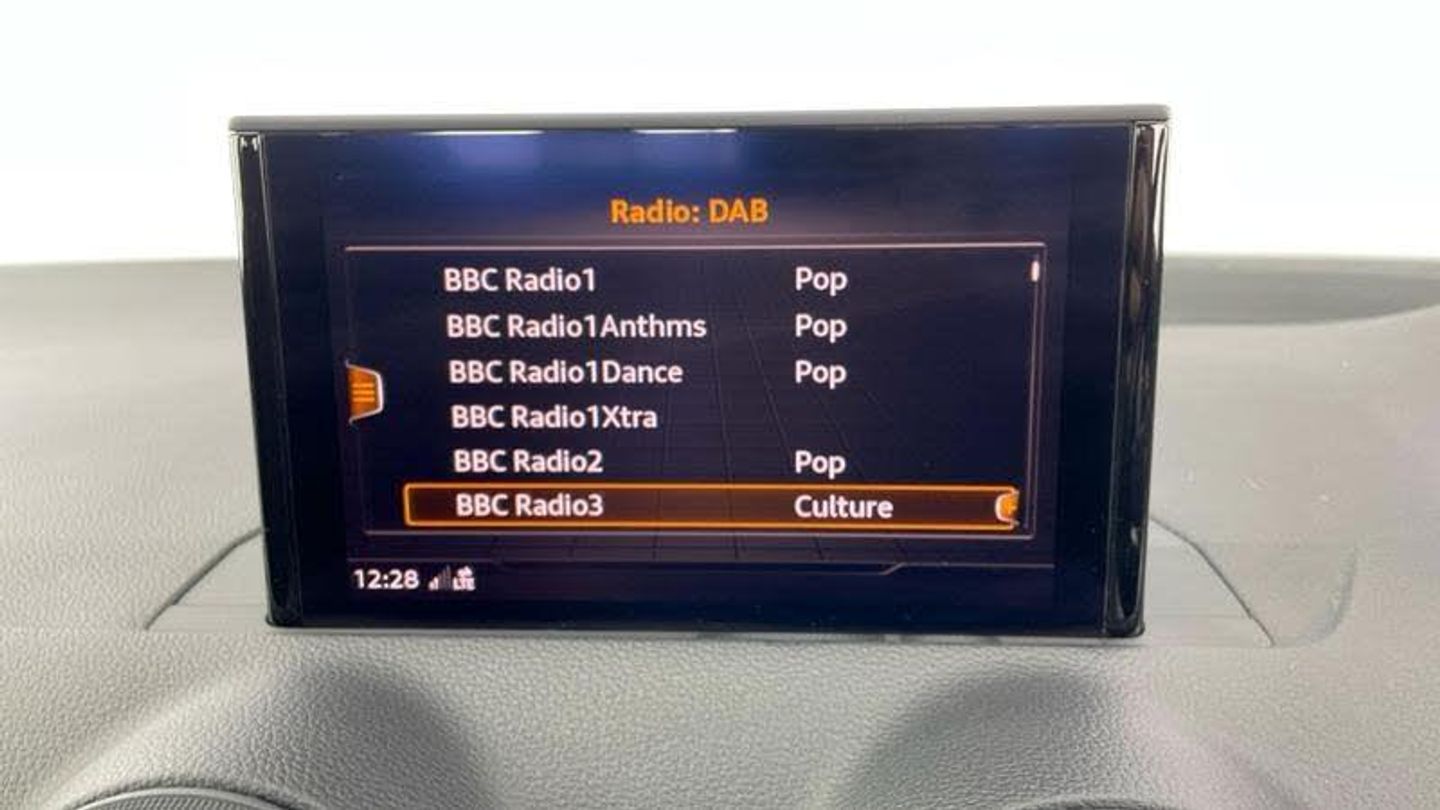 Radio: DAB
BBC Radio1 Pop
BBC Radio1Anthms Pop
BBC Radio1Dance Pop
BBC Radio1Xtra
BBC Radio2 Pop
BBC Radio3 Culture
12:28 LTE